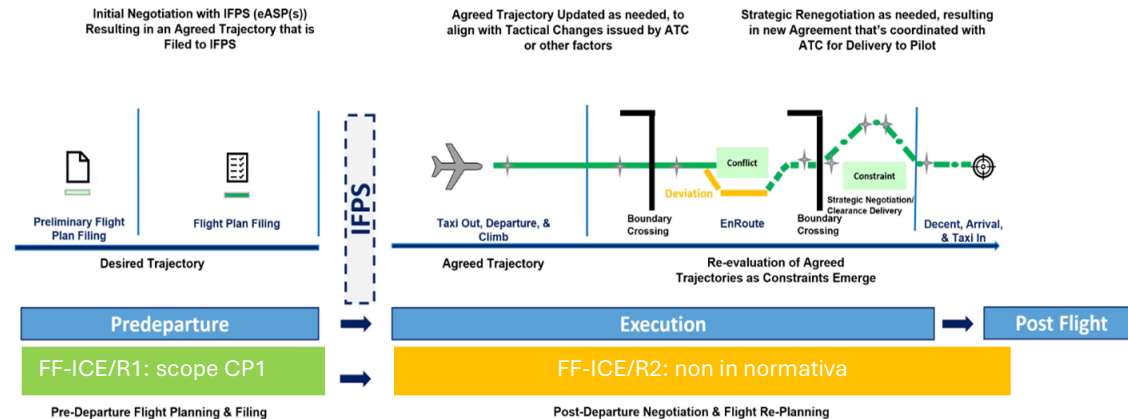 Initial Negotiation with IFPS (eASP(s))
Resulting in an Agreed Trajectory that is
Filed to IFPS
Agreed Trajectory Updated as needed, to
align with Tactical Changes issued by ATC
or other factors
Strategic Renegotiation as needed, resulting
in new Agreement that's coordinated with
ATC for Delivery to Pilot
Preliminary Flight
Plan Filing
Flight Plan Filing
Desired Trajectory
IFPS
Conflict
Deviation
Constraint
Strategic Negotiation/
Clearance Delivery
Taxi Out, Departure, &
Climb
Boundary
Crossing
EnRoute
Boundary
Crossing
Decent, Arrival,
& Taxi In
Agreed Trajectory
Re-evaluation of Agreed
Trajectories as Constraints Emerge
Predeparture
Execution
Post Flight
FF-ICE/R1: scope CP1
FF-ICE/R2: non in normativa
Pre-Departure Flight Planning & Filing
Post-Departure Negotiation & Flight Re-Planning